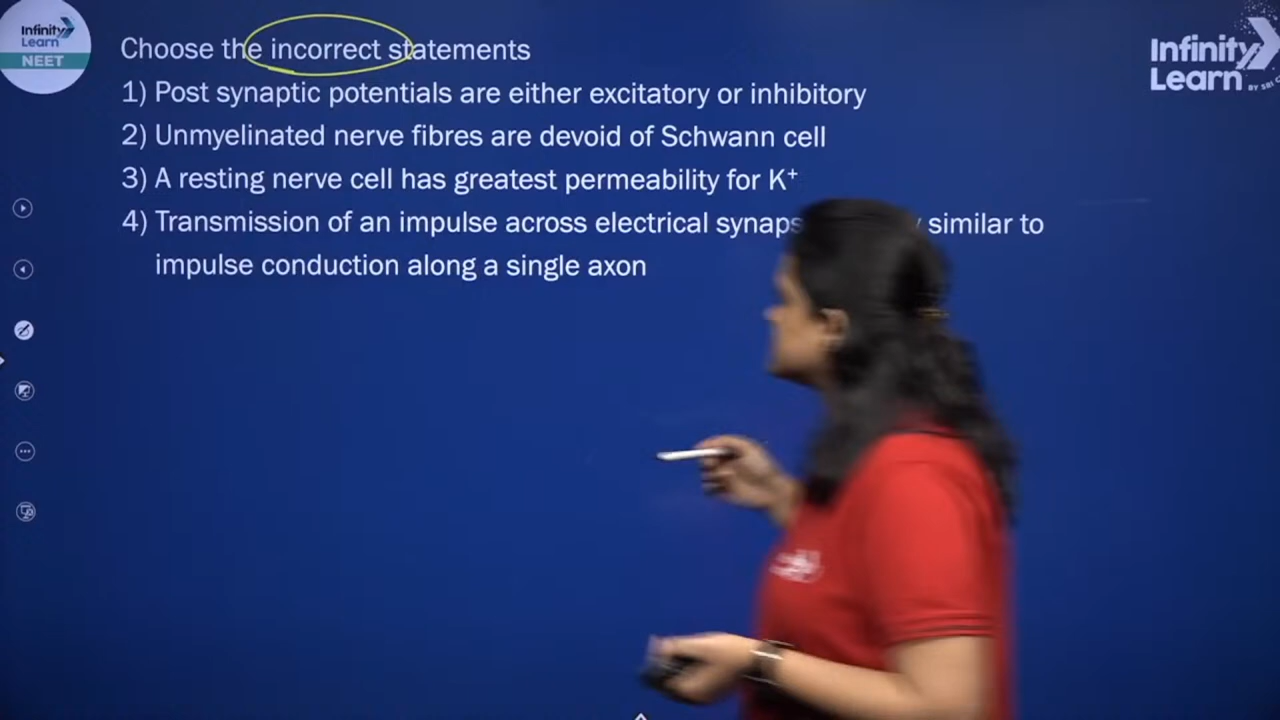 Infinity
Learn
NEET
Choose the incorrect statements
Infinity
Learn BY SRI
1) Post synaptic potentials are either excitatory or inhibitory
2) Unmyelinated nerve fibres are devoid of Schwann cell
3) A resting nerve cell has greatest permeability for K⁺
4) Transmission of an impulse across electrical similar to
impulse conduction along a single axon